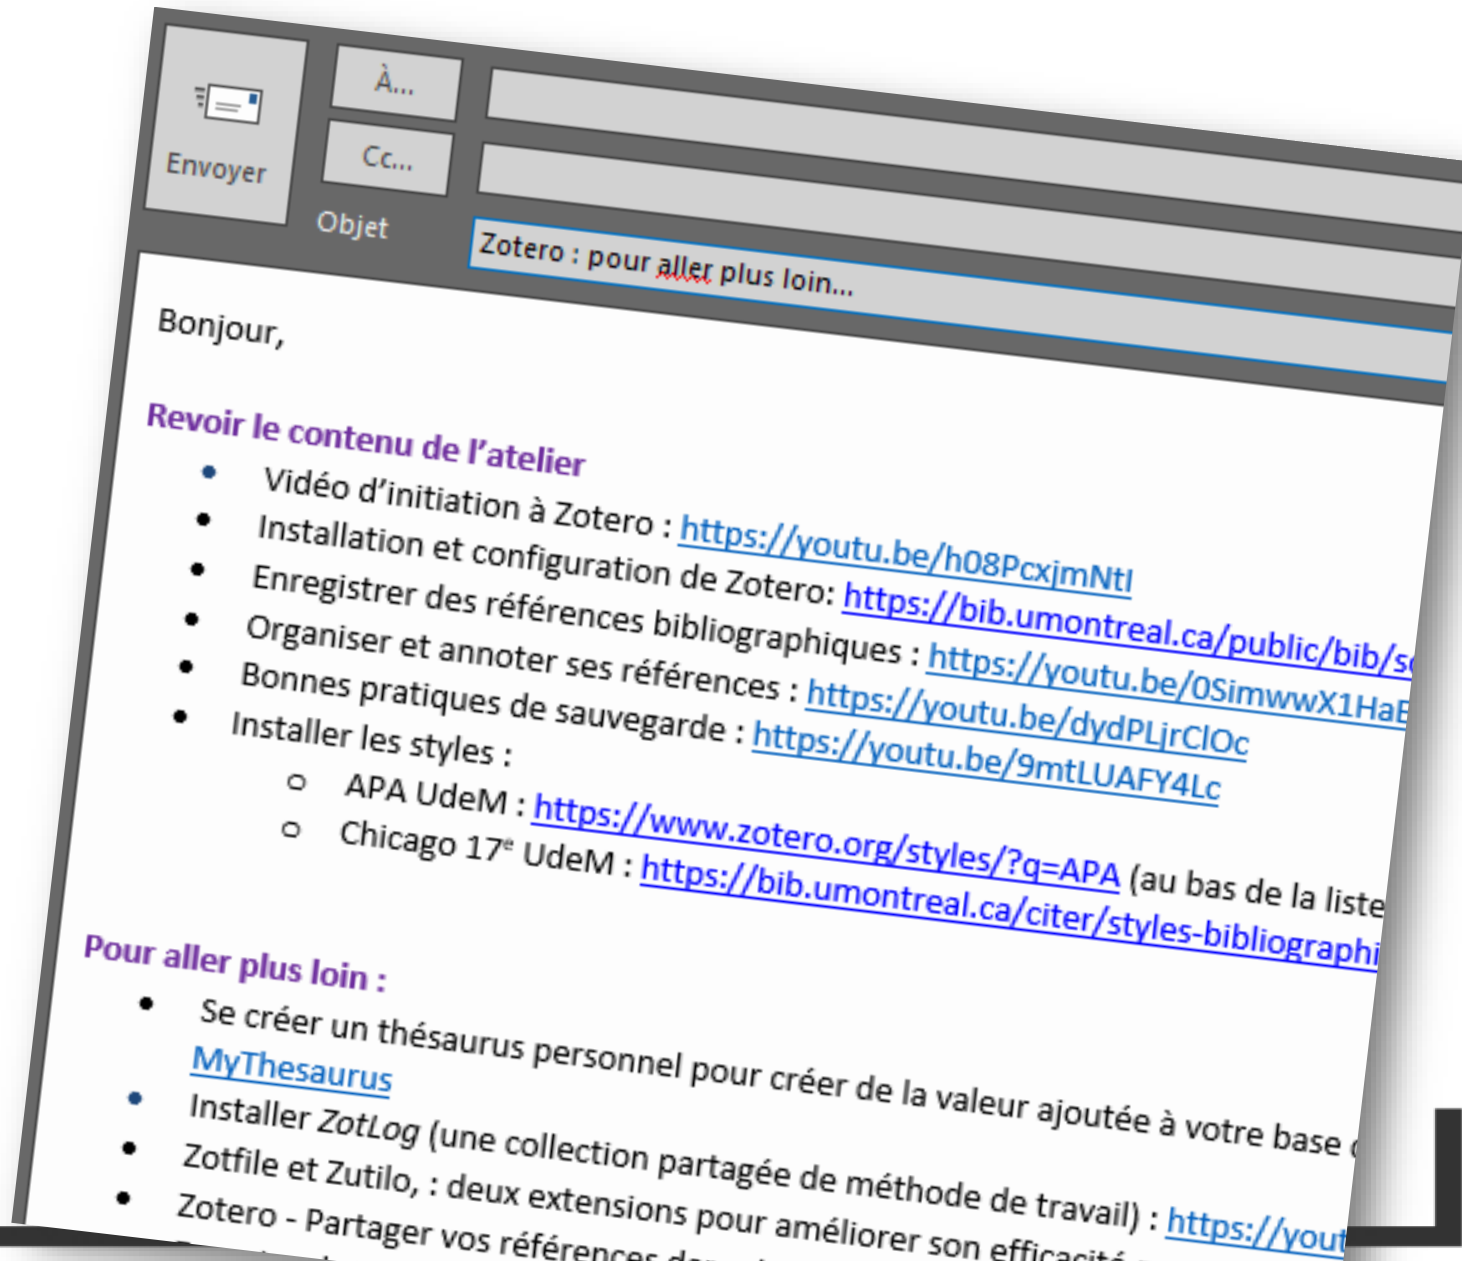 Envoyer
À...
Cc...
Objet
Zotero : pour aller plus loin...
Bonjour,
Revoir le contenu de l’atelier
• Vidéo d’initiation à Zotero : https://youtu.be/h08PcxjmNtI
• Installation et configuration de Zotero: https://bib.umontreal.ca/public/bib/
• Enregistrer des références bibliographiques : https://youtu.be/0SimwwX1Ha
• Organiser et annoter ses références : https://youtu.be/dydPLjrClOc
• Bonnes pratiques de sauvegarde : https://youtu.be/9mtLUAFY4Lc
• Installer les styles :
o APA UdeM : https://www.zotero.org/styles/?q=APA (au bas de la liste
o Chicago 17e UdeM : https://bib.umontreal.ca/citer/styles-bibliographi
Pour aller plus loin :
• Se créer un thésaurus personnel pour créer de la valeur ajoutée à votre base
MyThesaurus
• Installer ZotLog (une collection partagée de méthode de travail) : https://yout
• Zotfile et Zutilo, : deux extensions pour améliorer son efficacité
• Zotero - Partager vos références